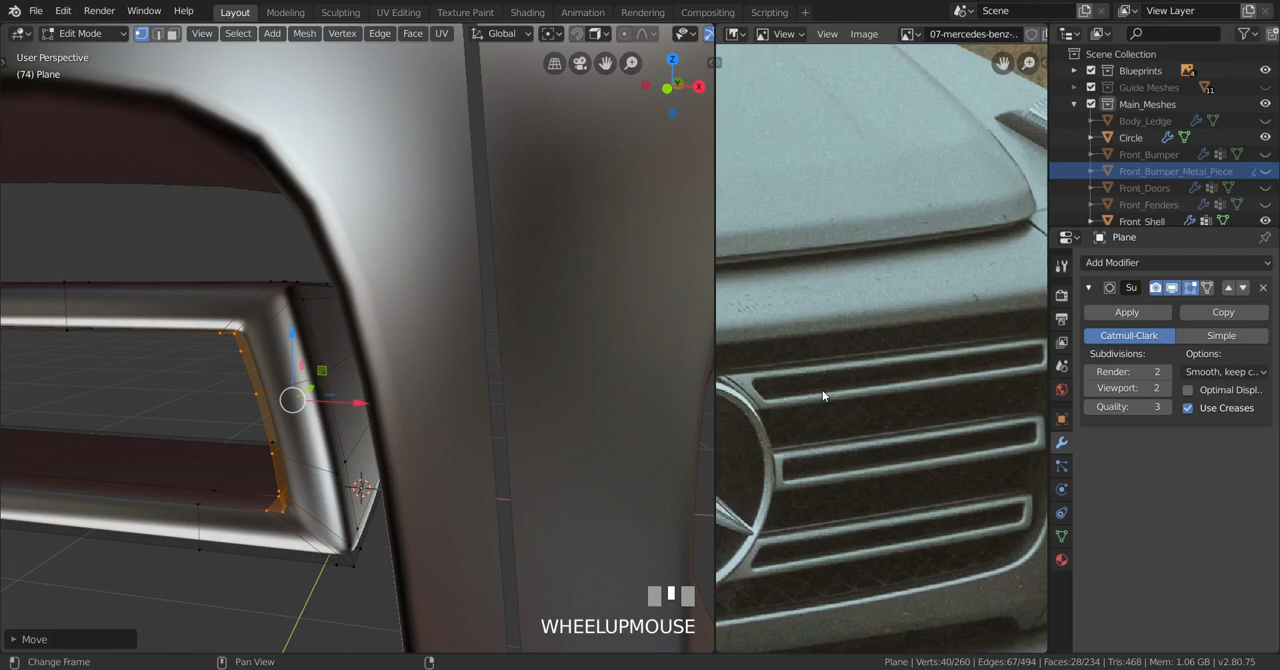 File Edit Render Window Help Layout Modeling Sculpting UV Editing Texture Paint Shading Animation Rendering Compositing Scripting + Scene View Layer
Edit Mode View Select Add Mesh Vertex Edge Face UV Global View View Image 07-mercedes-benz-..
User Perspective
(74) Plane
Z
X
Y
Scene Collection
Blueprints 4
Guide Meshes 11
Main_Meshes
Body_Ledge
Circle
Front_Bumper
Front_Bumper_Metal_Piece
Front_Doors
Front_Fenders
Front_Shell
Plane
Add Modifier
Su
Apply Copy
Catmull-Clark Simple
Subdivisions: Options:
Render: 2 Smooth, keep c..
Viewport: 2 Optimal Displ..
Quality: 3 Use Creases
WHEELUPMOUSE
Move
Change Frame Pan View Plane | Verts:40/260 | Edges:67/494 | Faces:28/234 | Tris:468 | Mem: 1.06 GB | v2.80.75